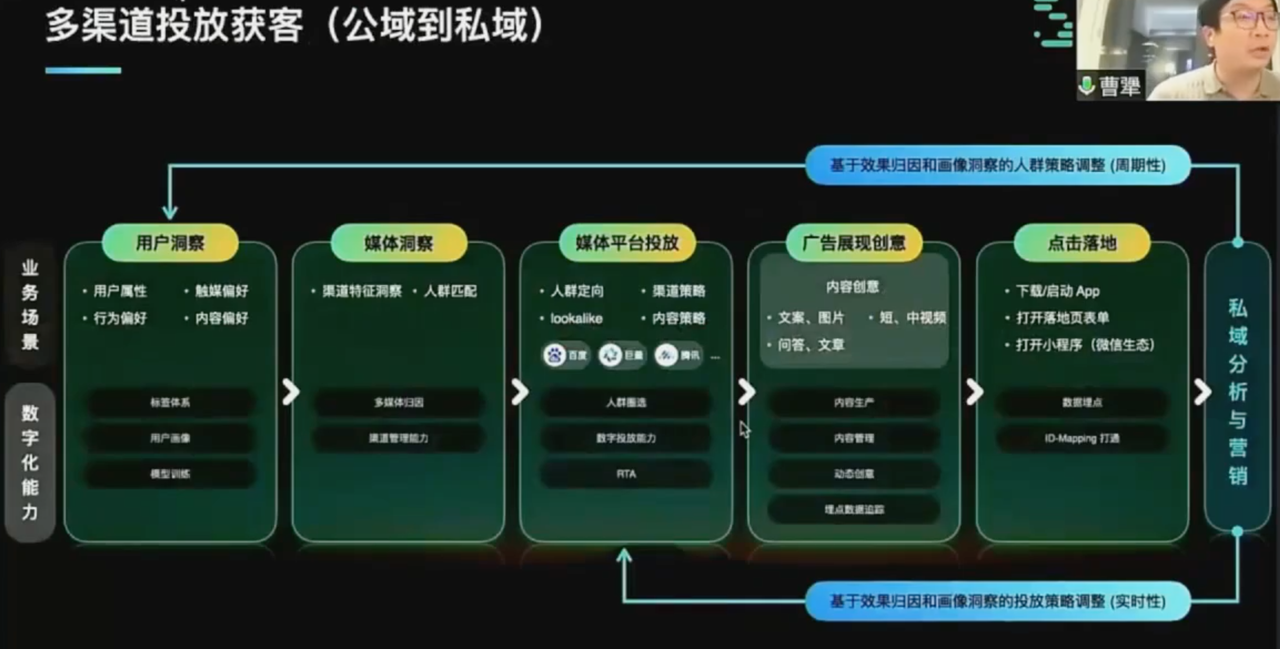 多渠道投放获客（公域到私域）
曹犟
基于效果归因和画像洞察的人群策略调整 (周期性)
业务场景
数字化能力
用户洞察
• 用户属性 • 触媒偏好
• 行为偏好 • 内容偏好
标签体系
用户画像
模型训练
媒体洞察
• 渠道特征洞察 • 人群匹配
多媒体归因
渠道管理能力
媒体平台投放
• 人群定向 • 渠道策略
• lookalike • 内容策略
百度 巨量 腾讯 ...
人群圈选
数字投放能力
RTA
广告展现创意
内容创意
• 文案、图片 • 短、中视频
• 问答、文章
内容生产
内容管理
动态创意
埋点数据追踪
点击落地
• 下载/启动 App
• 打开落地页表单
• 打开小程序（微信生态）
数据埋点
ID-Mapping 打通
私域分析与营销
基于效果归因和画像洞察的投放策略调整 (实时性)